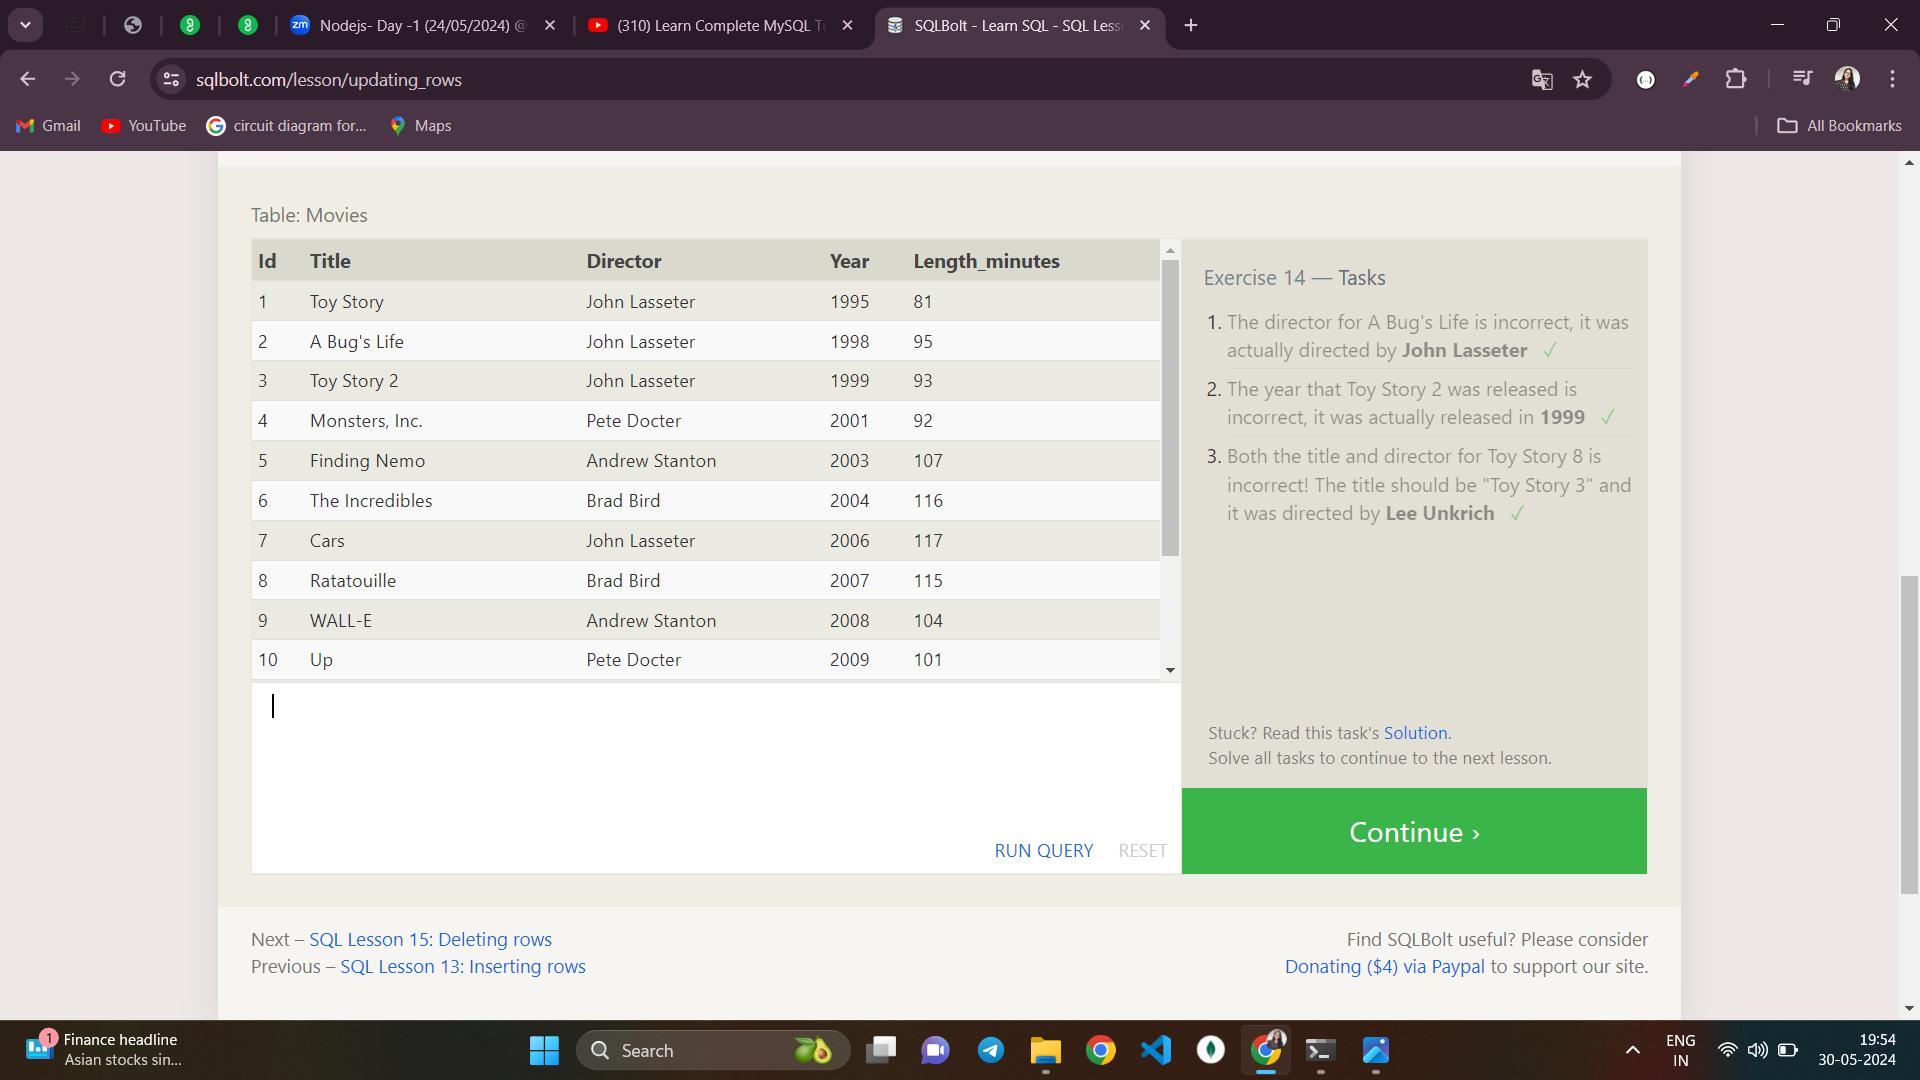 zm Nodejs- Day -1 (24/05/2024) @
(310) Learn Complete MySQL Tu
SQLBolt - Learn SQL - SQL Less
sqlbolt.com/lesson/updating_rows
Gmail YouTube circuit diagram for... Maps All Bookmarks
Table: Movies
Id Title Director Year Length_minutes
1 Toy Story John Lasseter 1995 81
2 A Bug's Life John Lasseter 1998 95
3 Toy Story 2 John Lasseter 1999 93
4 Monsters, Inc. Pete Docter 2001 92
5 Finding Nemo Andrew Stanton 2003 107
6 The Incredibles Brad Bird 2004 116
7 Cars John Lasseter 2006 117
8 Ratatouille Brad Bird 2007 115
9 WALL-E Andrew Stanton 2008 104
10 Up Pete Docter 2009 101
RUN QUERY RESET
Exercise 14 — Tasks
1. The director for A Bug's Life is incorrect, it was
actually directed by John Lasseter ✓
2. The year that Toy Story 2 was released is
incorrect, it was actually released in 1999 ✓
3. Both the title and director for Toy Story 8 is
incorrect! The title should be "Toy Story 3" and
it was directed by Lee Unkrich ✓
Stuck? Read this task's Solution.
Solve all tasks to continue to the next lesson.
Continue ›
Next – SQL Lesson 15: Deleting rows
Previous – SQL Lesson 13: Inserting rows
Find SQLBolt useful? Please consider
Donating ($4) via Paypal to support our site.
1
Finance headline
Asian stocks sin...
Search
ENG
IN
19:54
30-05-2024